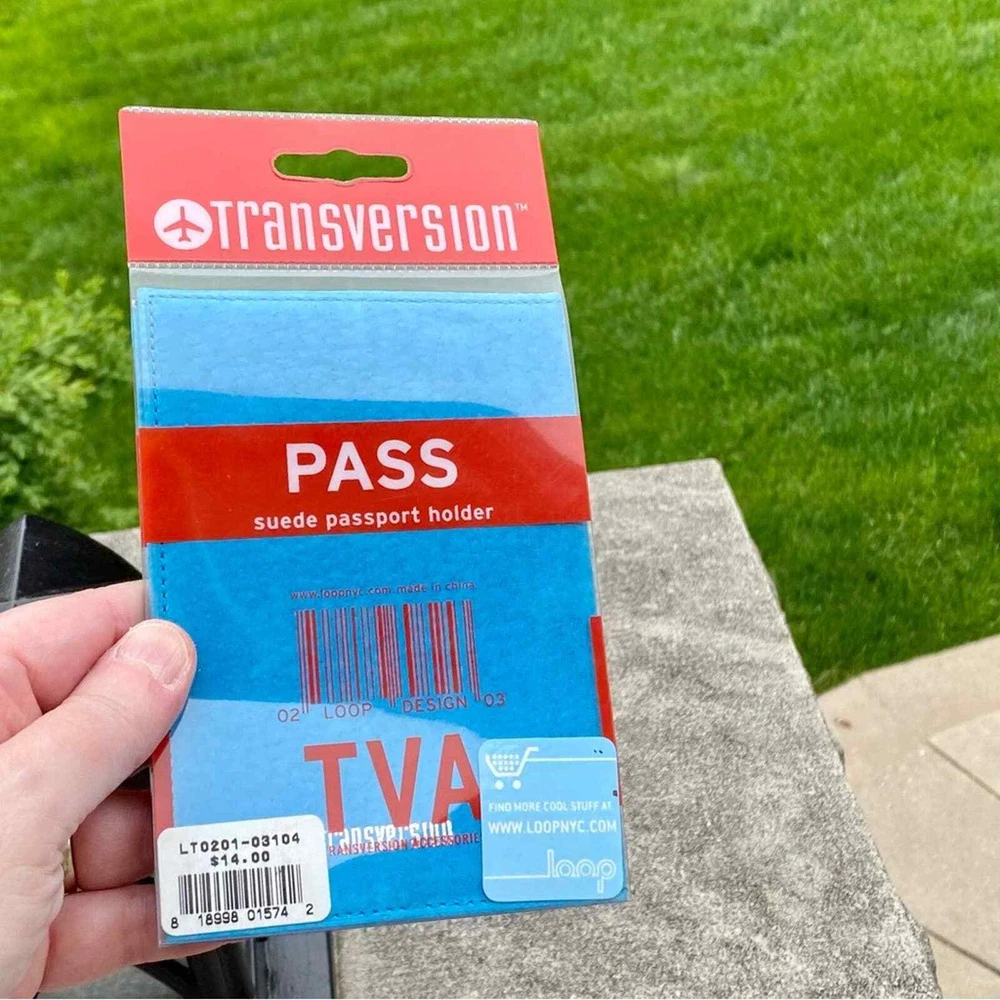 Transversion™
PASS
suede passport holder
www.loopnyc.com made in china.
02 LOOP DESIGN 03
TVA
Transversion
TRANSVERSION ACCESSORIE
FIND MORE COOL STUFF AT
WWW.LOOPNYC.COM
loop
LT0201-03104
$14.00
8 18998 01574 2